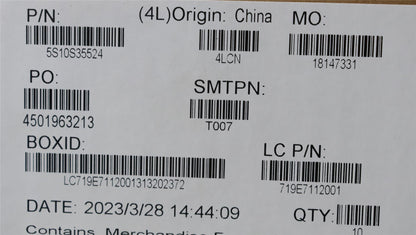 P/N: (4L)Origin: China MO:
5S10S35524 4LCN 18147331
PO: SMTPN:
4501963213 T007
BOXID: LC P/N:
LC719E7112001313202372 719E7112001
DATE: 2023/3/28 14:44:09 QTY:
10
Contains Merchandise